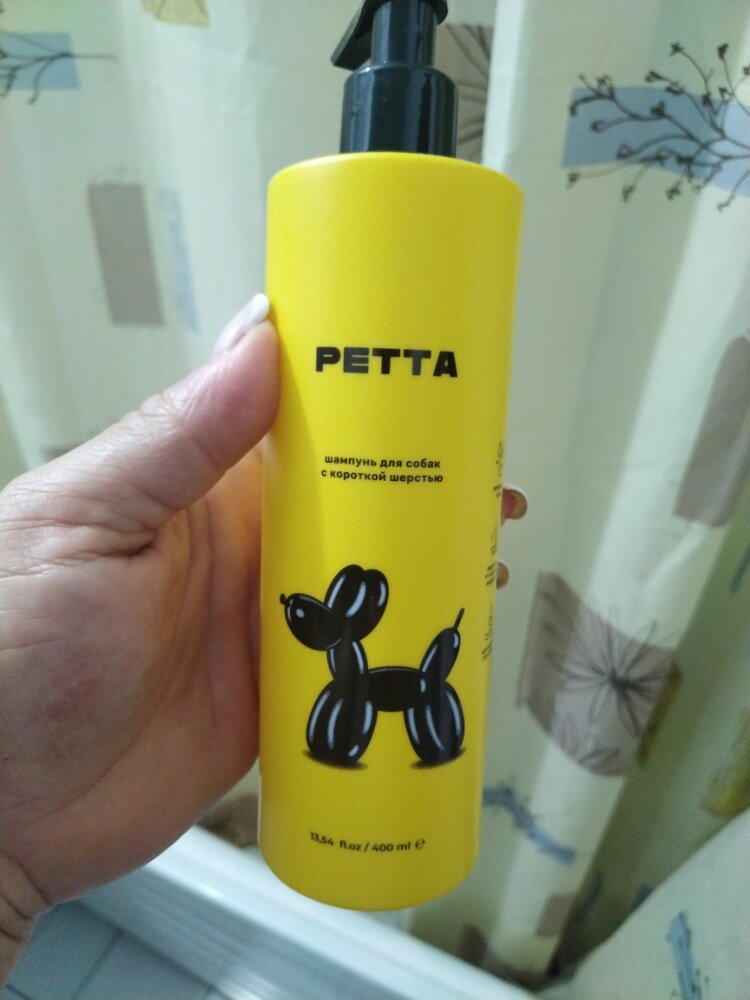 PETTA
шампунь для собак
с короткой шерстью
13,54 fl.oz / 400 ml ℮